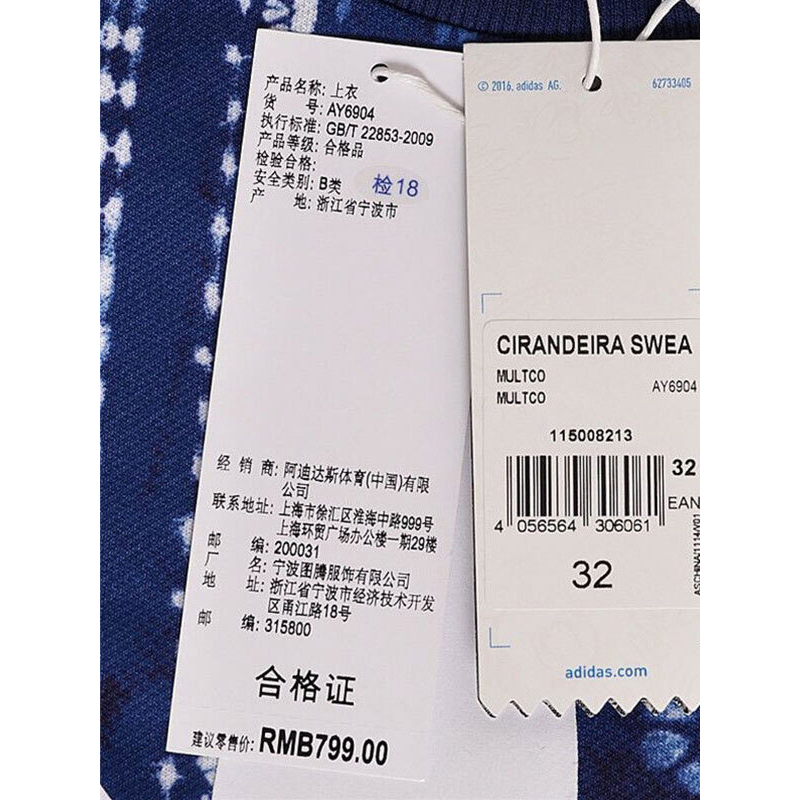 产品名称: 上衣
货 号: AY6904
执行标准: GB/T 22853-2009
产品等级: 合格品
检验合格:
检18
安全类别: B类
产 地: 浙江省宁波市
经 销 商: 阿迪达斯体育(中国)有限
公司
联系地址: 上海市徐汇区淮海中路999号
上海环贸广场办公楼一期29楼
邮 编: 200031
厂 名: 宁波图腾服饰有限公司
地 址: 浙江省宁波市经济技术开发
区甬江路18号
邮 编: 315800
合格证
建议零售价: RMB799.00
© 2016, adidas AG.
62733405
CIRANDEIRA SWEA
MULTCO
MULTCO
AY6904
115008213
32
EAN
4 056564 306061
32
ASCHINA/1114/V01
adidas.com